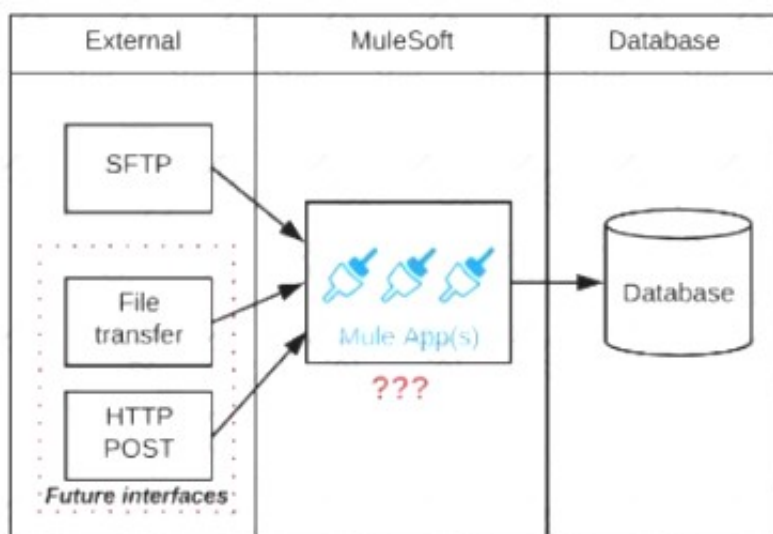 External
MuleSoft
Database
SFTP
File
transfer
HTTP
POST
Future interfaces
Mule App(s)
???
Database